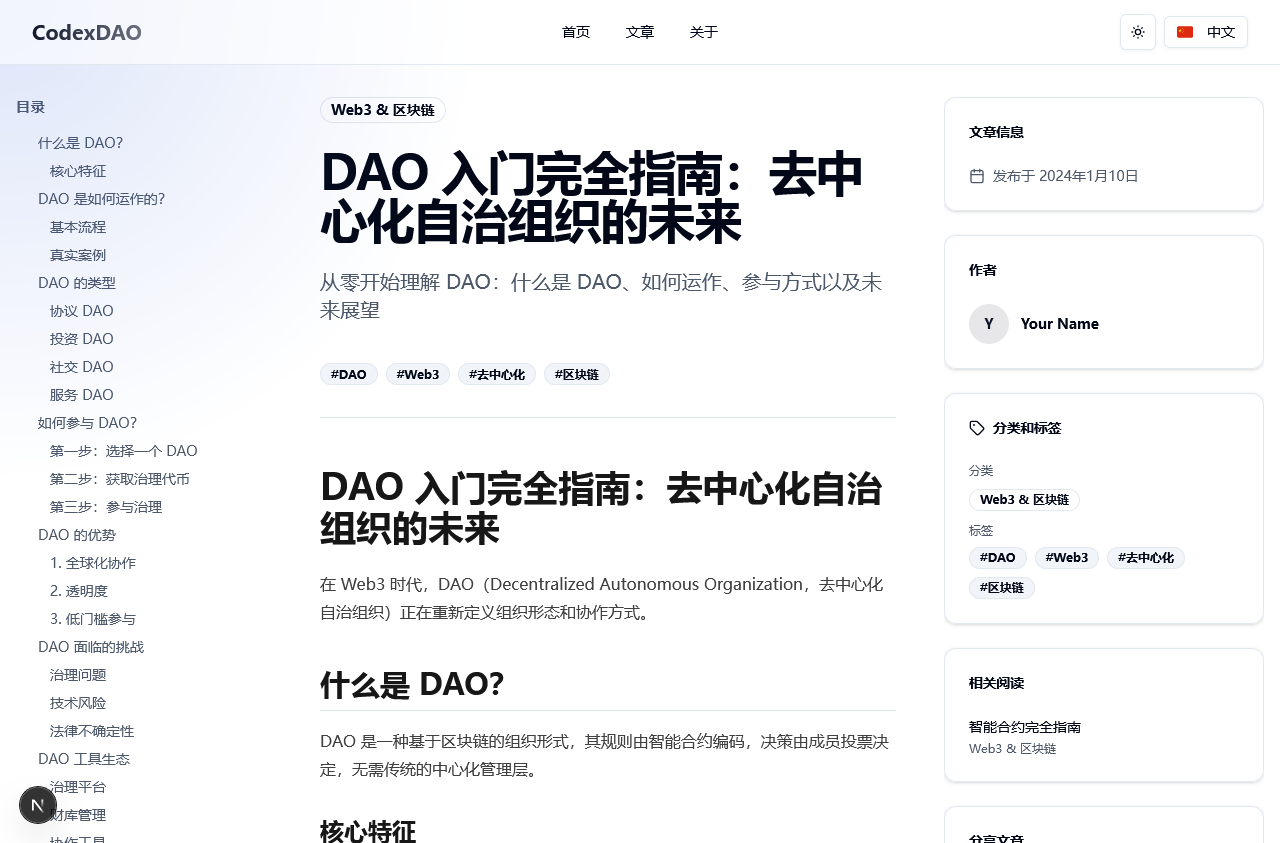 CodexDAO
首页
文章
关于
中文
目录
什么是 DAO?
核心特征
DAO 是如何运作的?
基本流程
真实案例
DAO 的类型
协议 DAO
投资 DAO
社交 DAO
服务 DAO
如何参与 DAO?
第一步：选择一个 DAO
第二步：获取治理代币
第三步：参与治理
DAO 的优势
1. 全球化协作
2. 透明度
3. 低门槛参与
DAO 面临的挑战
治理问题
技术风险
法律不确定性
DAO 工具生态
治理平台
财库管理
协作工具
N
Web3 & 区块链
DAO 入门完全指南：去中
心化自治组织的未来
从零开始理解 DAO：什么是 DAO、如何运作、参与方式以及未
来展望
#DAO
#Web3
#去中心化
#区块链
DAO 入门完全指南：去中心化自治
组织的未来
在 Web3 时代，DAO（Decentralized Autonomous Organization，去中心化
自治组织）正在重新定义组织形态和协作方式。
什么是 DAO?
DAO 是一种基于区块链的组织形式，其规则由智能合约编码，决策由成员投票决
定，无需传统的中心化管理层。
核心特征
文章信息
发布于 2024年1月10日
作者
Y
Your Name
分类和标签
分类
Web3 & 区块链
标签
#DAO
#Web3
#去中心化
#区块链
相关阅读
智能合约完全指南
Web3 & 区块链
分享文章